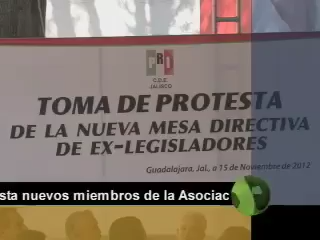 PRI
C.D.E.
JALISCO
TOMA DE PROTESTA
DE LA NUEVA MESA DIRECTIVA
DE EX-LEGISLADORES
Guadalajara, Jal., a 15 de Noviembre de 2012
sta nuevos miembros de la Asociac